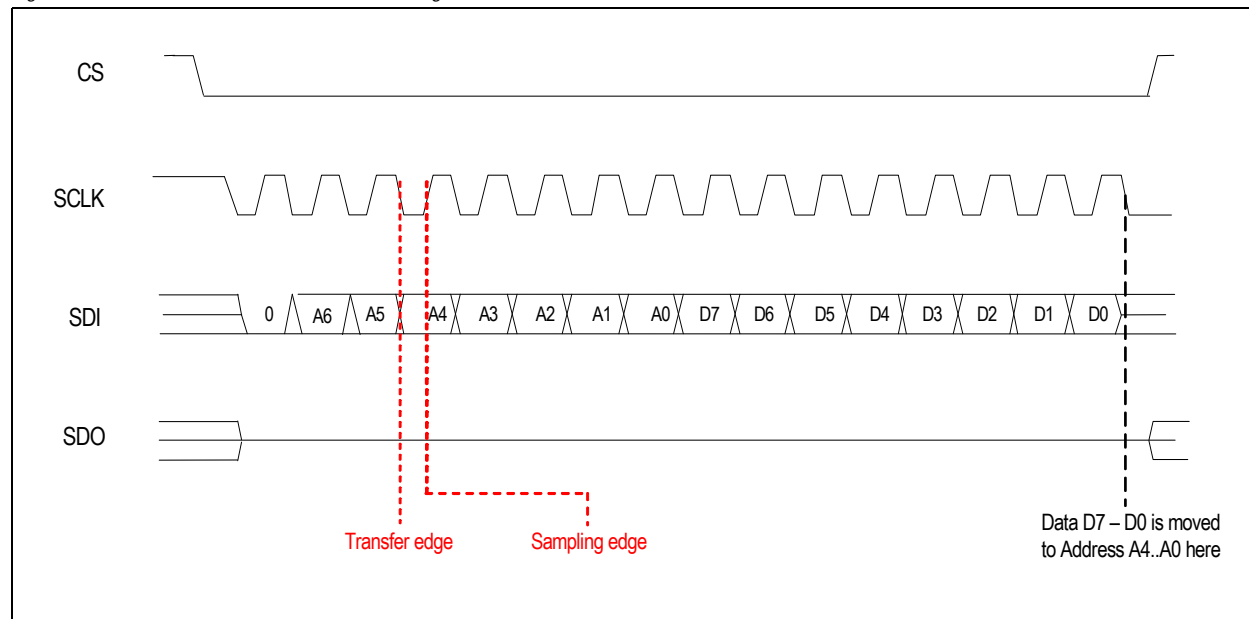 CS
SCLK
SDI
0 A6 A5 A4 A3 A2 A1 A0 D7 D6 D5 D4 D3 D2 D1 D0
SDO
Transfer edge
Sampling edge
Data D7 – D0 is moved
to Address A4..A0 here